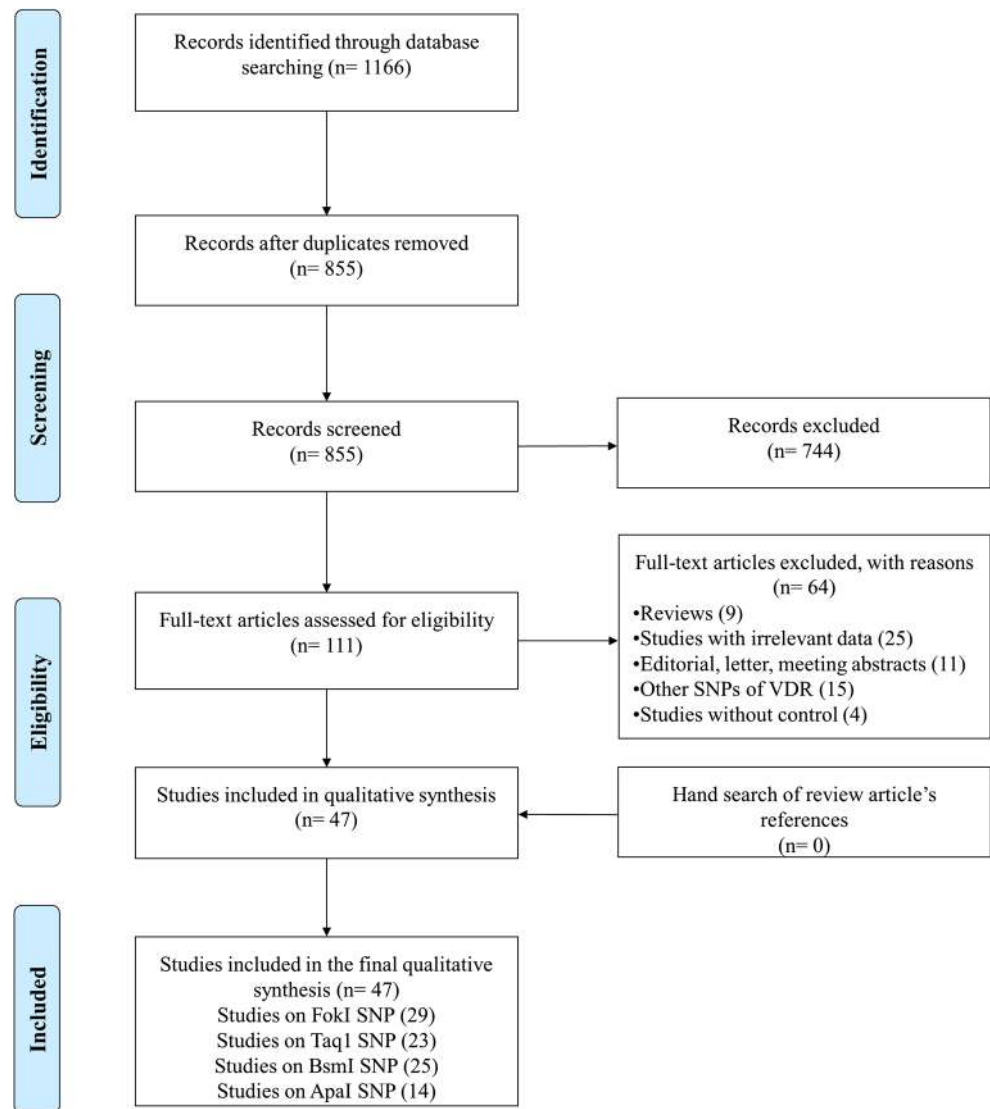 Identification
Records identified through database
searching (n= 1166)
Records after duplicates removed
(n= 855)
Screening
Records screened
(n= 855)
Records excluded
(n= 744)
Eligibility
Full-text articles assessed for eligibility
(n= 111)
Full-text articles excluded, with reasons
(n= 64)
•Reviews (9)
•Studies with irrelevant data (25)
•Editorial, letter, meeting abstracts (11)
•Other SNPs of VDR (15)
•Studies without control (4)
Studies included in qualitative synthesis
(n= 47)
Hand search of review article’s
references
(n= 0)
Included
Studies included in the final qualitative
synthesis (n= 47)
Studies on FokI SNP (29)
Studies on Taq1 SNP (23)
Studies on BsmI SNP (25)
Studies on ApaI SNP (14)